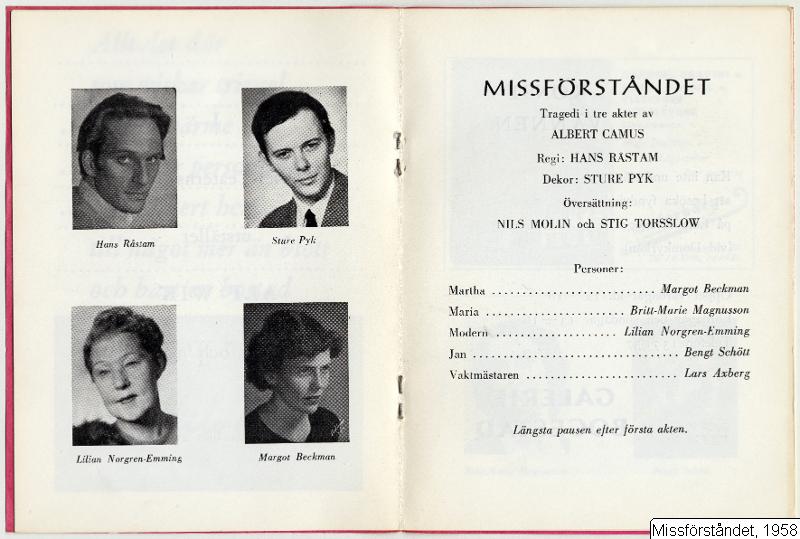 Hans Råstam
Sture Pyk
Lilian Norgren-Emming
Margot Beckman
MISSFÖRSTÅNDET
Tragedi i tre akter av
ALBERT CAMUS
Regi: HANS RÅSTAM
Dekor: STURE PYK
Översättning:
NILS MOLIN och STIG TORSSLOW
Personer:
Martha ........................ Margot Beckman
Maria .................... Britt-Marie Magnusson
Modern .................. Lilian Norgren-Emming
Jan .............................. Bengt Schött
Vaktmästaren ...................... Lars Axberg
Längsta pausen efter första akten.
Missförståndet, 1958